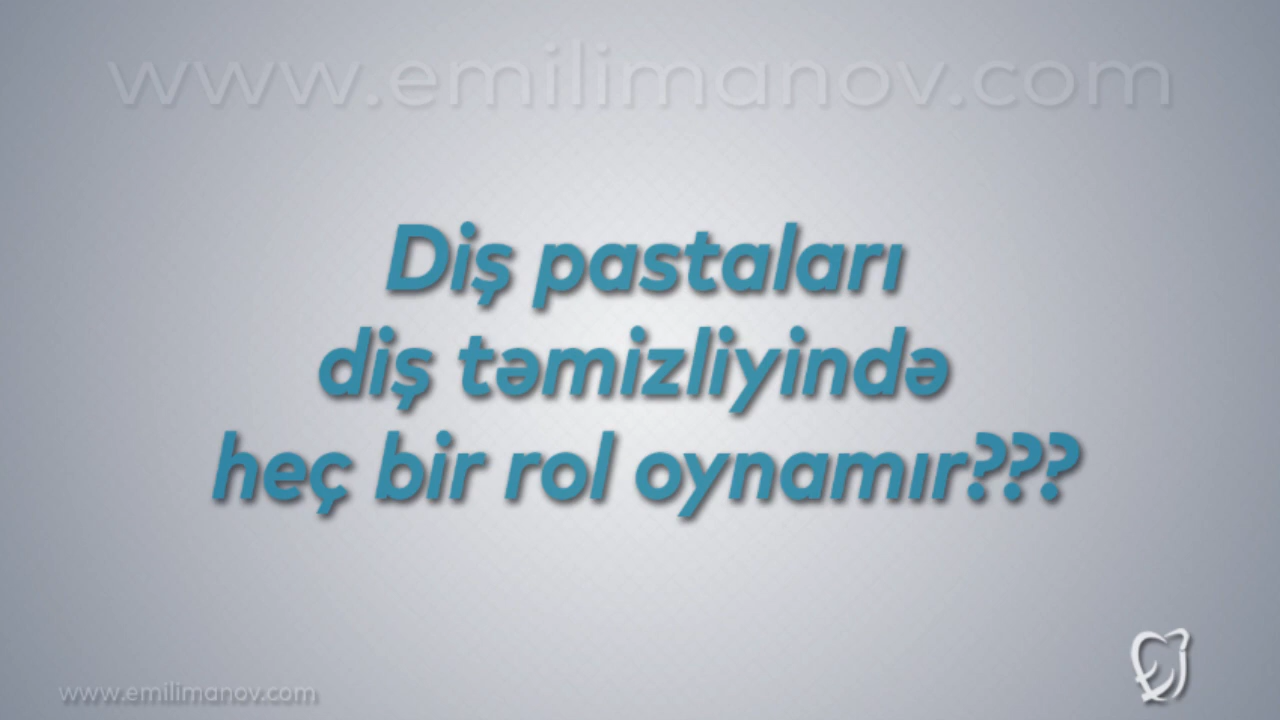 www.emilimanov.com
Diş pastaları
diş təmizliyində
heç bir rol oynamır???
www.emilimanov.com